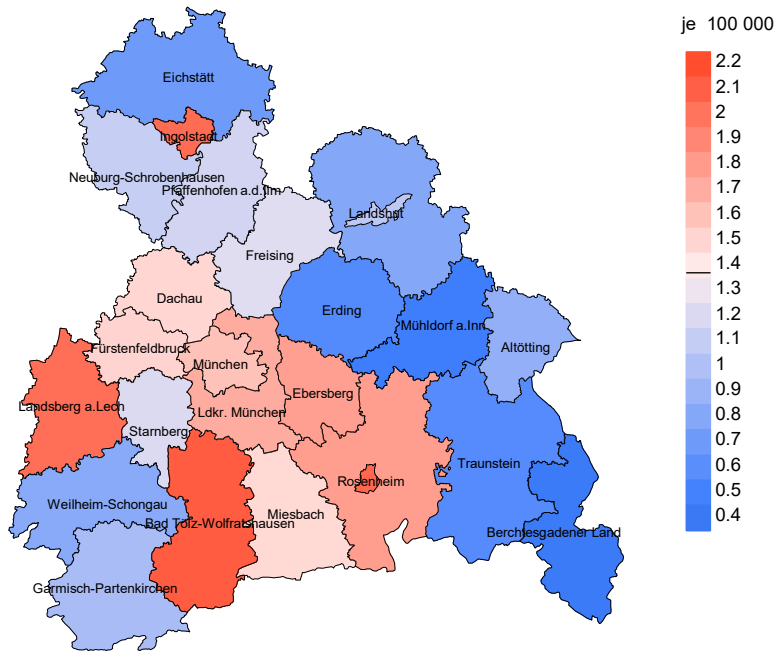 je 100 000
Eichstätt
Ingolstadt
Neuburg-Schrobenhausen
Pfaffenhofen a.d.Ilm
Landshut
Freising
Dachau
Erding
Mühldorf a.Inn
Altötting
Fürstenfeldbruck
München
Ebersberg
Landsberg a.Lech
Ldkr. München
Starnberg
Traunstein
Rosenheim
Weilheim-Schongau
Miesbach
Bad Tölz-Wolfratshausen
Berchtesgadener Land
Garmisch-Partenkirchen
2.2
2.1
2
1.9
1.8
1.7
1.6
1.5
1.4
1.3
1.2
1.1
1
0.9
0.8
0.7
0.6
0.5
0.4